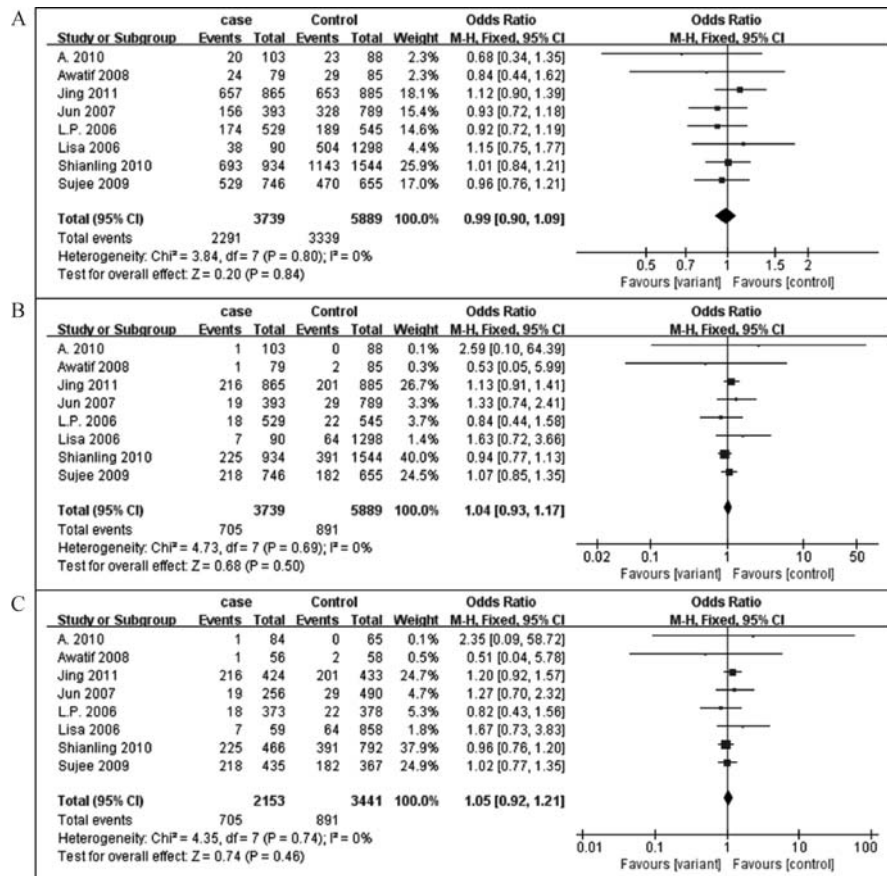 A
case Control Odds Ratio Odds Ratio
Study or Subgroup Events Total Events Total Weight M-H, Fixed, 95% CI M-H, Fixed, 95% CI
A. 2010 20 103 23 88 2.3% 0.68 [0.34, 1.35]
Awatif 2008 24 79 29 85 2.3% 0.84 [0.44, 1.62]
Jing 2011 657 865 653 885 18.1% 1.12 [0.90, 1.39]
Jun 2007 156 393 328 789 15.4% 0.93 [0.72, 1.18]
L.P. 2006 174 529 189 545 14.6% 0.92 [0.72, 1.19]
Lisa 2006 38 90 504 1298 4.4% 1.15 [0.75, 1.77]
Shianling 2010 693 934 1143 1544 25.9% 1.01 [0.84, 1.21]
Sujee 2009 529 746 470 655 17.0% 0.96 [0.76, 1.21]
Total (95% CI) 3739 5889 100.0% 0.99 [0.90, 1.09]
Total events 2291 3339
Heterogeneity: Chi² = 3.84, df = 7 (P = 0.80); I² = 0%
Test for overall effect: Z = 0.20 (P = 0.84)
0.5 0.7 1 1.5 2
Favours [variant] Favours [control]
B
case Control Odds Ratio Odds Ratio
Study or Subgroup Events Total Events Total Weight M-H, Fixed, 95% CI M-H, Fixed, 95% CI
A. 2010 1 103 0 88 0.1% 2.59 [0.10, 64.39]
Awatif 2008 1 79 2 85 0.3% 0.53 [0.05, 5.99]
Jing 2011 216 865 201 885 26.7% 1.13 [0.91, 1.41]
Jun 2007 19 393 29 789 3.3% 1.33 [0.74, 2.41]
L.P. 2006 18 529 22 545 3.7% 0.84 [0.44, 1.58]
Lisa 2006 7 90 64 1298 1.4% 1.63 [0.72, 3.66]
Shianling 2010 225 934 391 1544 40.0% 0.94 [0.77, 1.13]
Sujee 2009 218 746 182 655 24.5% 1.07 [0.85, 1.35]
Total (95% CI) 3739 5889 100.0% 1.04 [0.93, 1.17]
Total events 705 891
Heterogeneity: Chi² = 4.73, df = 7 (P = 0.69); I² = 0%
Test for overall effect: Z = 0.68 (P = 0.50)
0.02 0.1 1 10 50
Favours [variant] Favours [control]
C
case Control Odds Ratio Odds Ratio
Study or Subgroup Events Total Events Total Weight M-H, Fixed, 95% CI M-H, Fixed, 95% CI
A. 2010 1 84 0 65 0.1% 2.35 [0.09, 58.72]
Awatif 2008 1 56 2 58 0.5% 0.51 [0.04, 5.78]
Jing 2011 216 424 201 433 24.7% 1.20 [0.92, 1.57]
Jun 2007 19 256 29 490 4.7% 1.27 [0.70, 2.32]
L.P. 2006 18 373 22 378 5.3% 0.82 [0.43, 1.56]
Lisa 2006 7 59 64 858 1.8% 1.67 [0.73, 3.83]
Shianling 2010 225 466 391 792 37.9% 0.96 [0.76, 1.20]
Sujee 2009 218 435 182 367 24.9% 1.02 [0.77, 1.35]
Total (95% CI) 2153 3441 100.0% 1.05 [0.92, 1.21]
Total events 705 891
Heterogeneity: Chi² = 4.35, df = 7 (P = 0.74); I² = 0%
Test for overall effect: Z = 0.74 (P = 0.46)
0.01 0.1 1 10 100
Favours [variant] Favours [control]